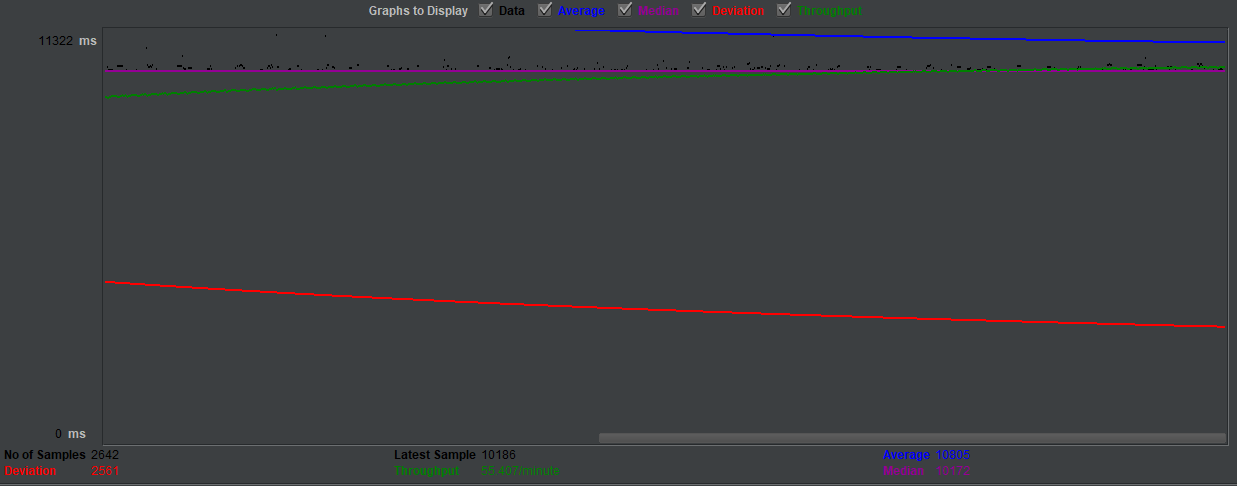 Graphs to Display Data Average Median Deviation Throughput
11322 ms
0 ms
No of Samples 2642 Latest Sample 10186 Average 10805
Deviation 2561 Throughput 55.407/minute Median